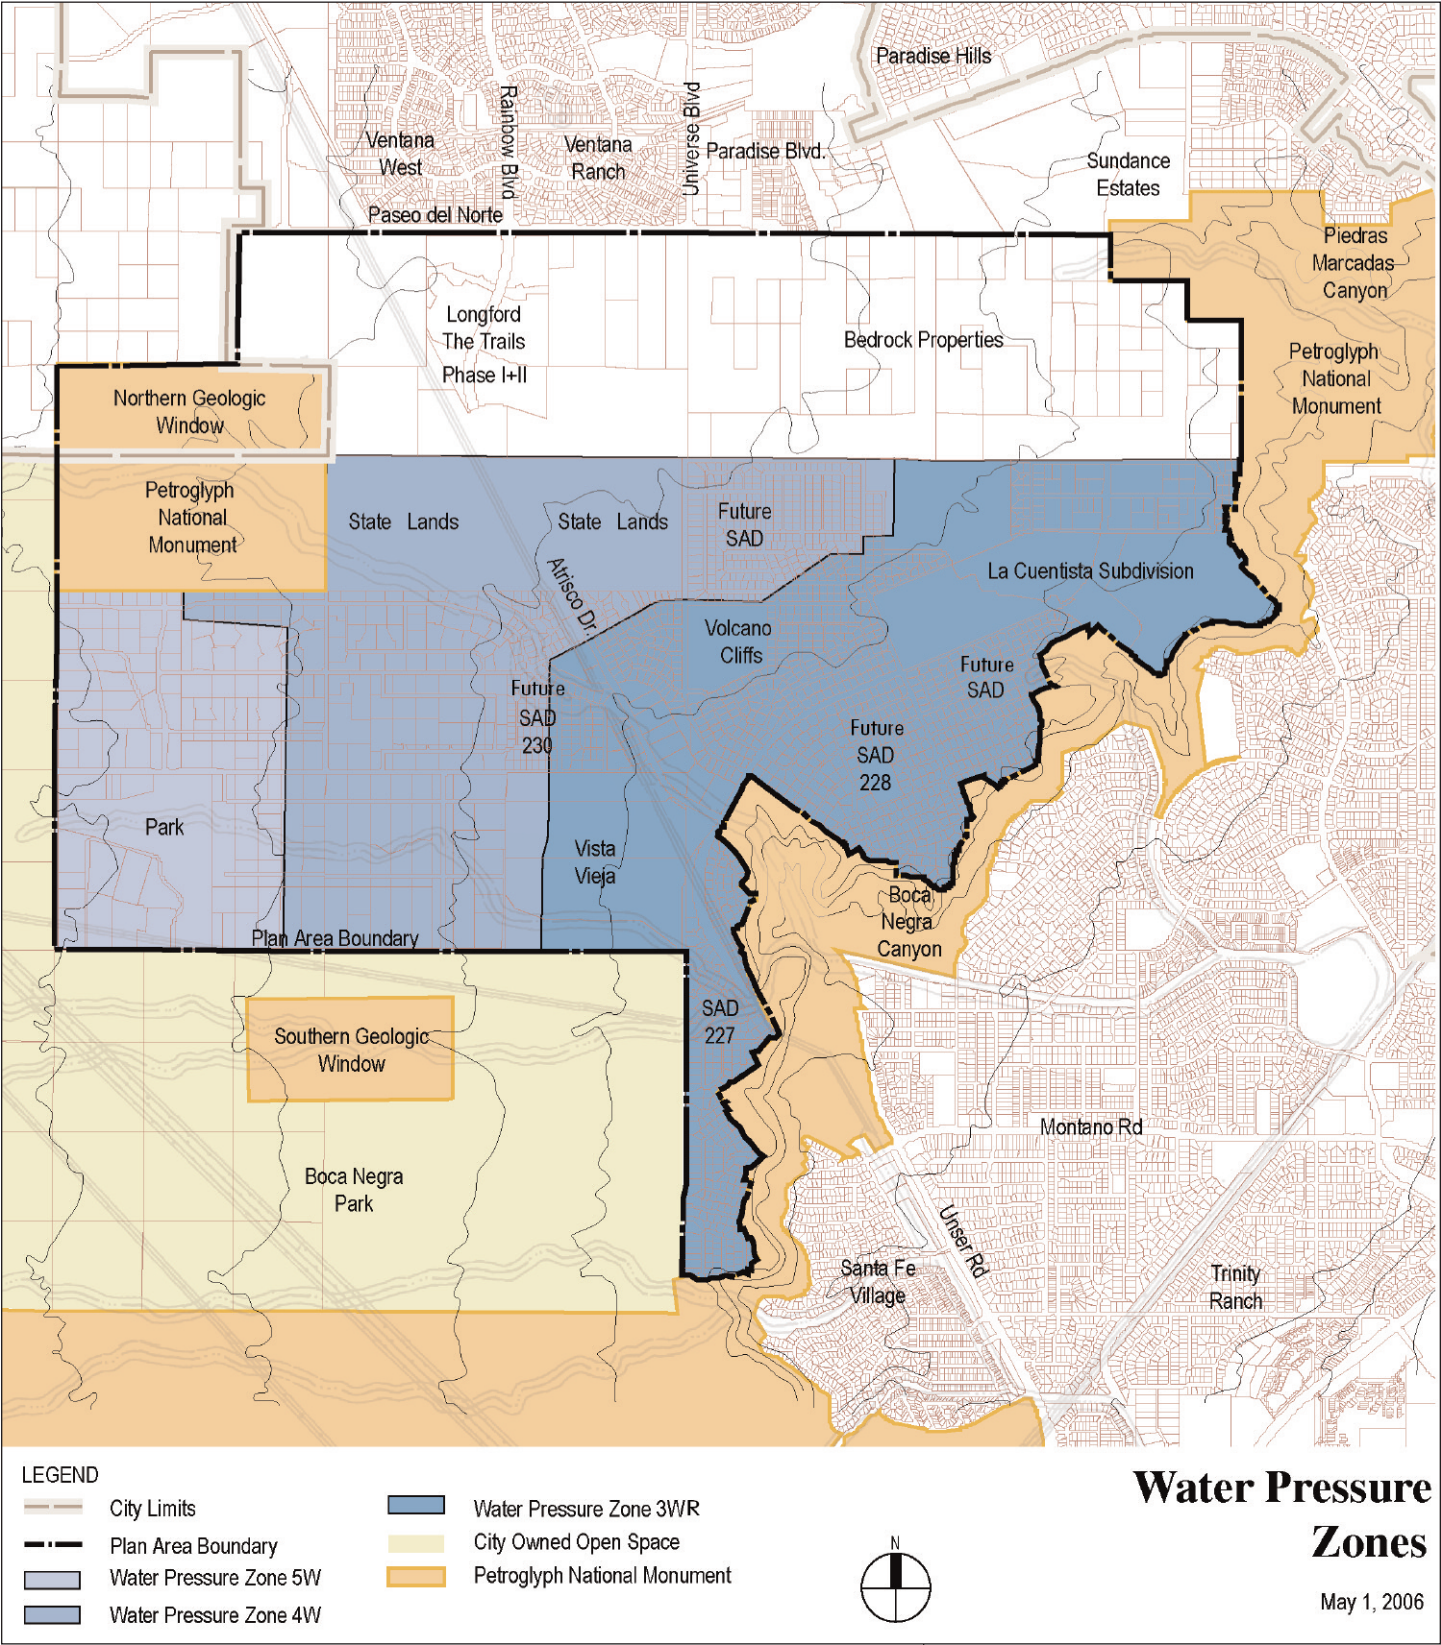 Paradise Hills
Rainbow Blvd
Universe Blvd
Ventana
West
Ventana
Ranch
Paradise Blvd.
Sundance
Estates
Paseo del Norte
Piedras
Marcadas
Canyon
Longford
The Trails
Phase I+II
Bedrock Properties
Petroglyph
National
Monument
Northern Geologic
Window
Petroglyph
National
Monument
State Lands
State Lands
Future
SAD
Atrisco Dr.
La Cuentista Subdivision
Volcano
Cliffs
Future
SAD
Future
SAD
230
Future
SAD
228
Park
Vista
Vieja
Boca
Negra
Canyon
Plan Area Boundary
SAD
227
Southern Geologic
Window
Montano Rd
Boca Negra
Park
Unser Rd
Santa Fe
Village
Trinity
Ranch
LEGEND
City Limits
Plan Area Boundary
Water Pressure Zone 5W
Water Pressure Zone 4W
Water Pressure Zone 3WR
City Owned Open Space
Petroglyph National Monument
N
Water Pressure
Zones
May 1, 2006